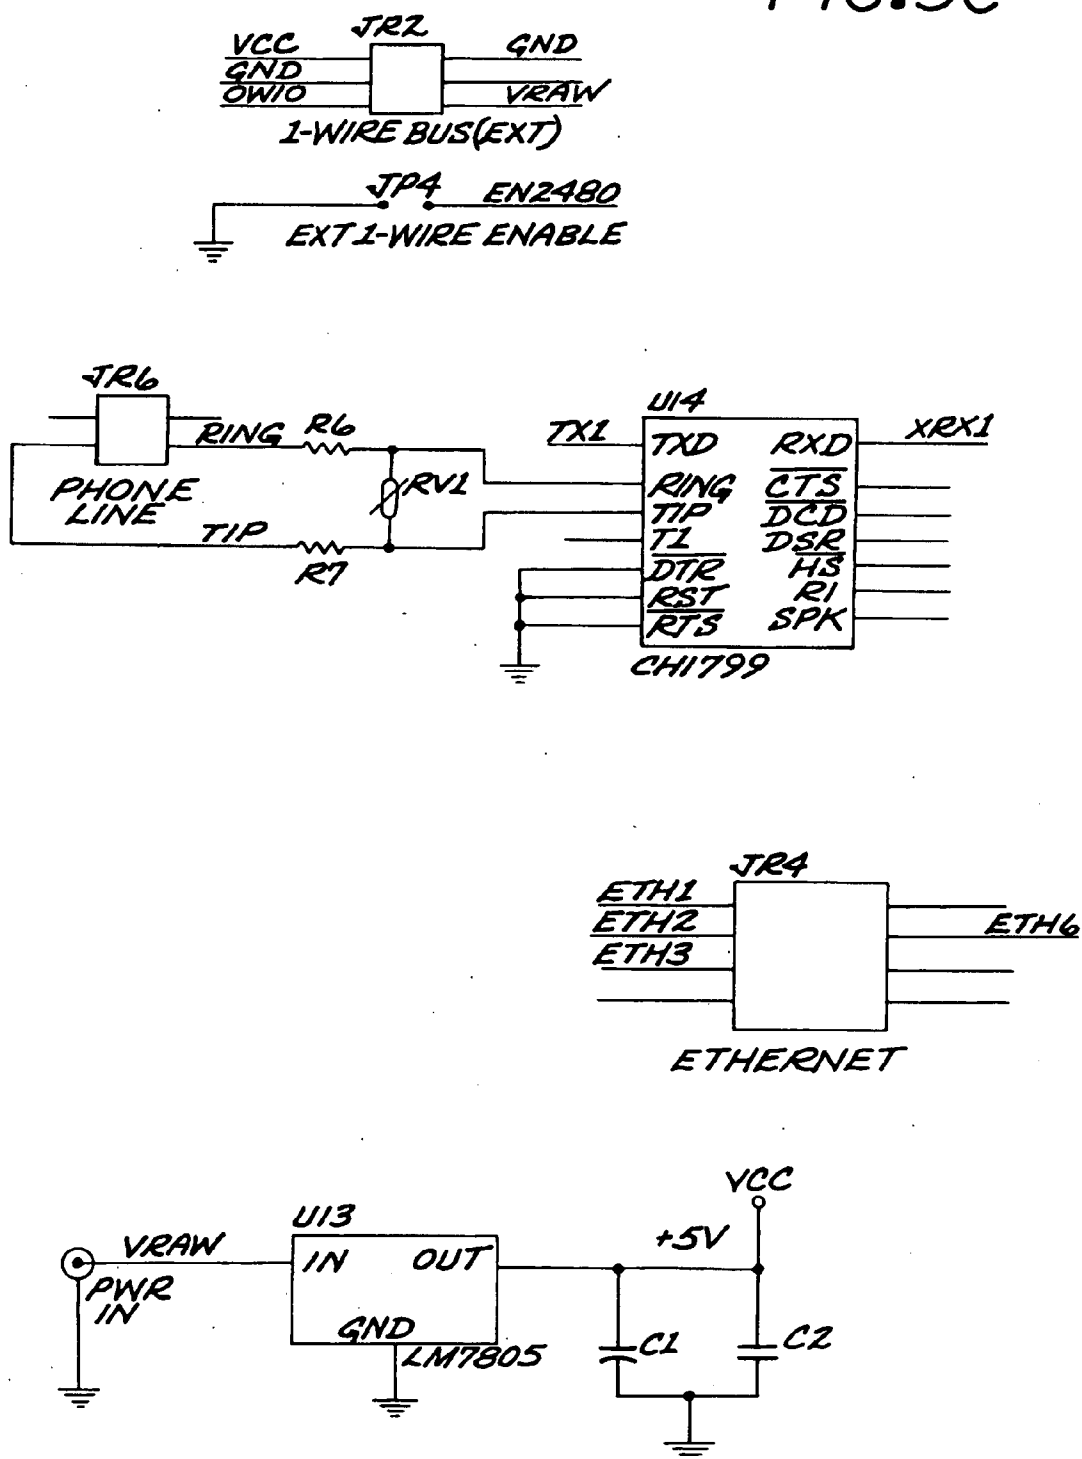 JR2
VCC GND
GND
OWIO VRAW
1-WIRE BUS(EXT)
JP4 EN2480
EXT 1-WIRE ENABLE
JR6
RING R6
RV1
PHONE
LINE
TIP
R7
U14
TX1 TXD RXD XRX1
RING CTS
TIP DCD
T1 DSR
DTR HS
RST RI
RTS SPK
CH1799
JR4
ETH1
ETH2 ETH6
ETH3
ETHERNET
VCC
U13 +5V
VRAW IN OUT
PWR
IN
GND
LM7805
C1 C2